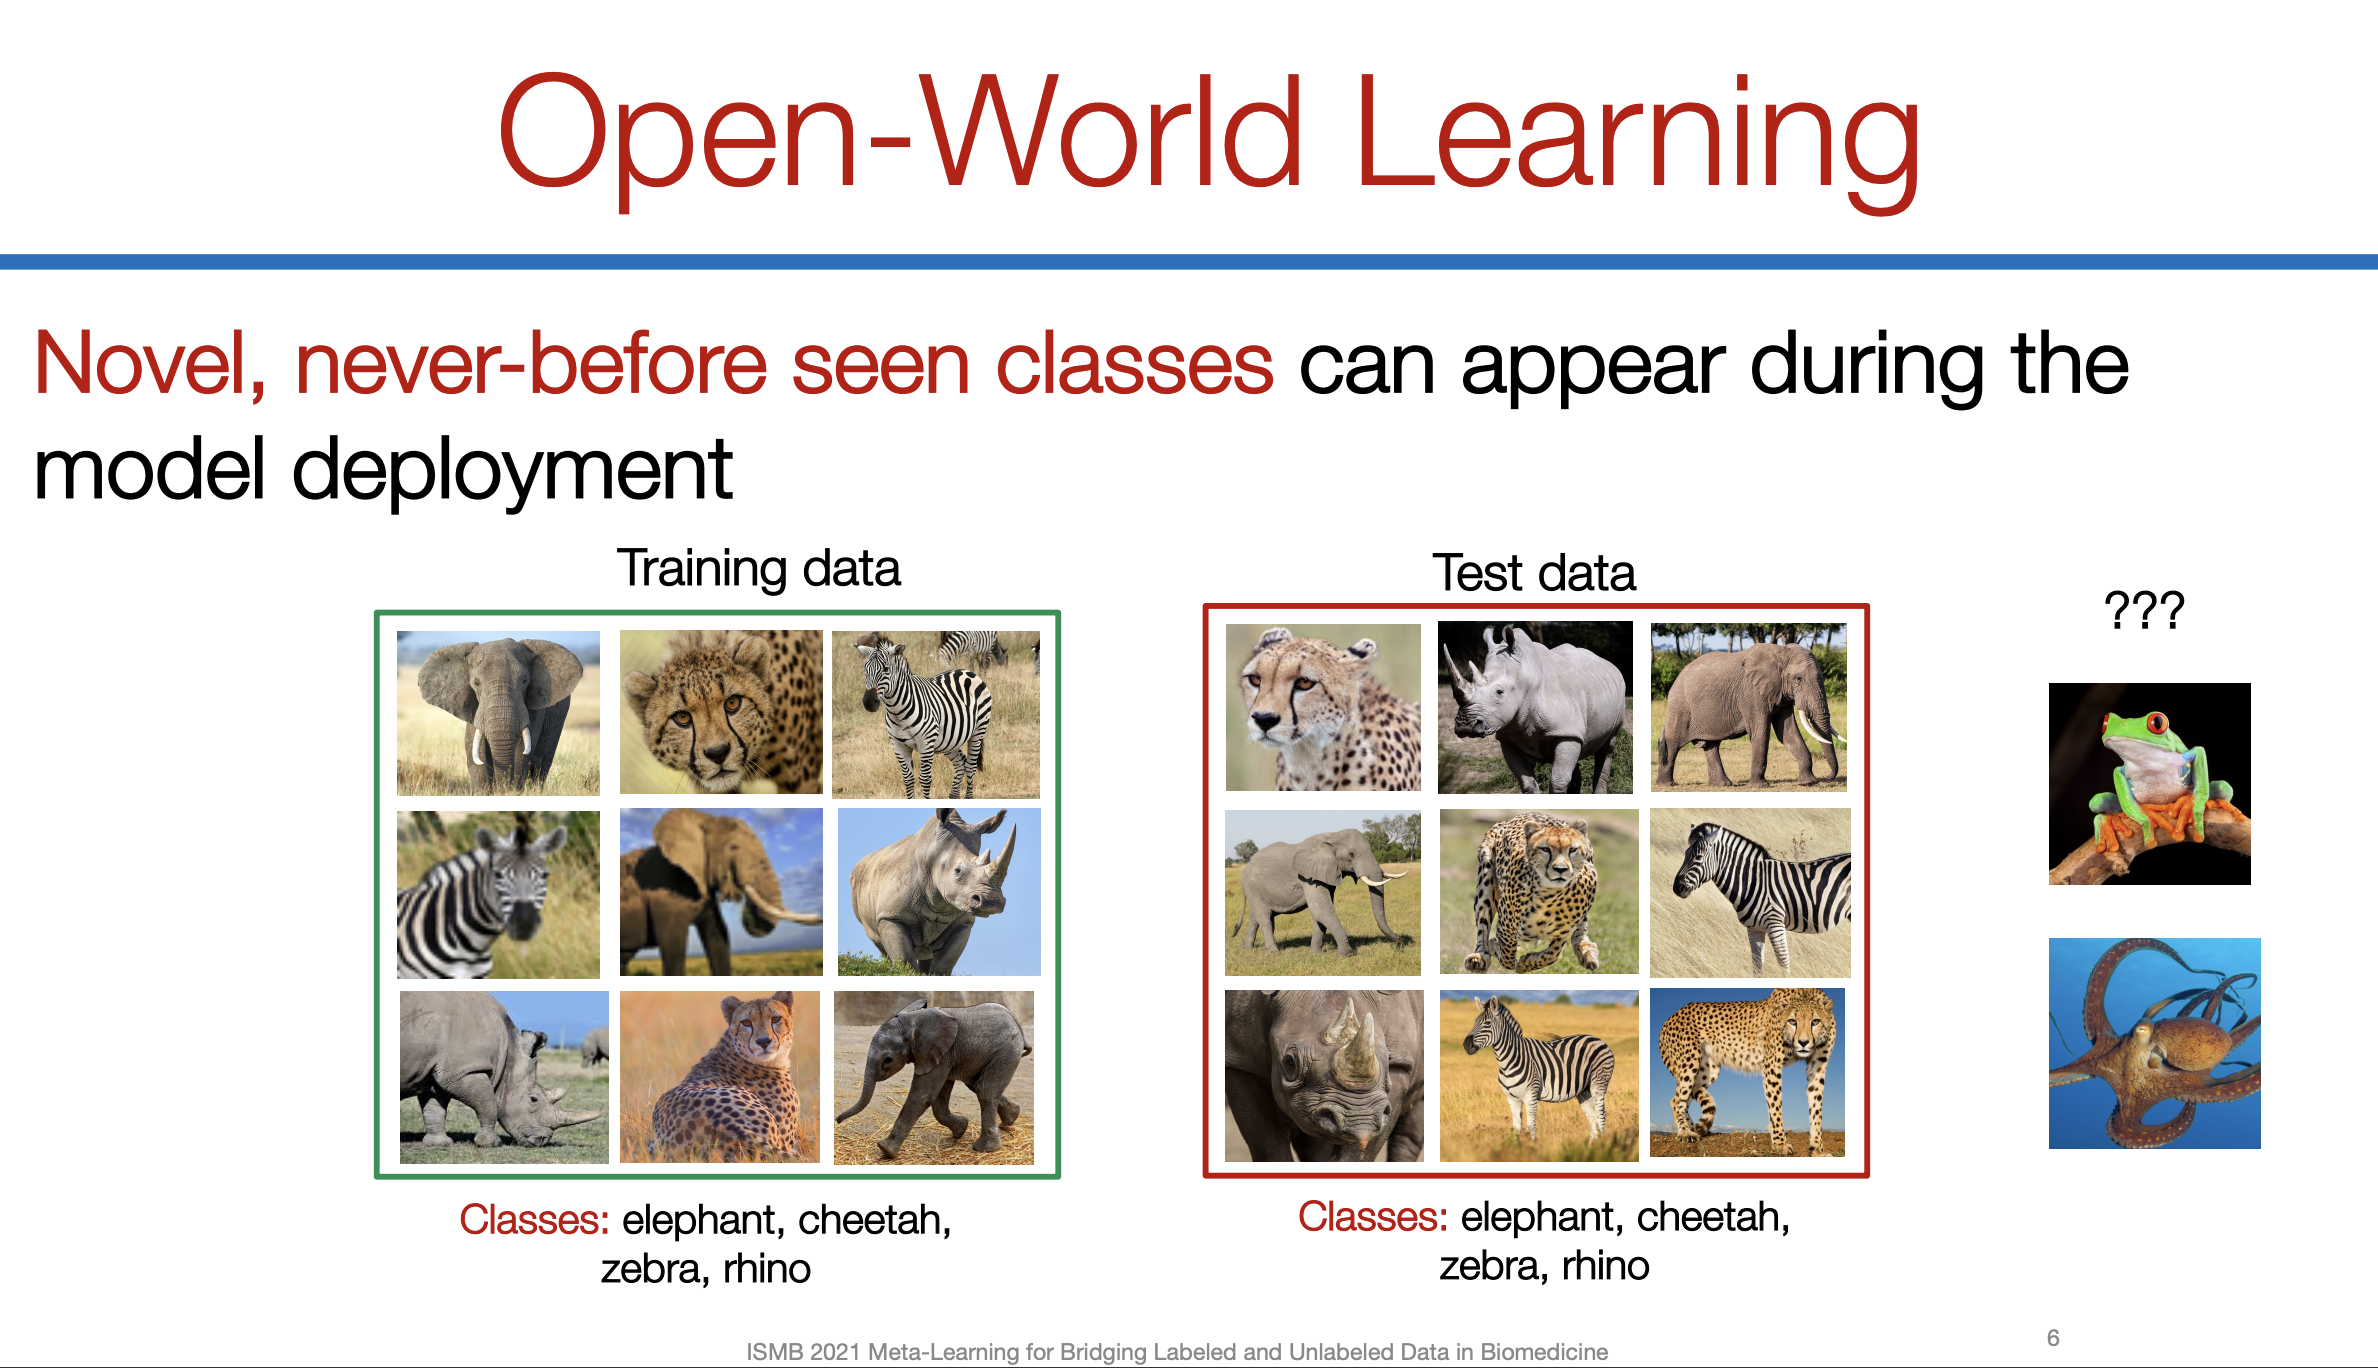 Open-World Learning
Novel, never-before seen classes can appear during the
model deployment
Training data
Test data
???
Classes: elephant, cheetah,
zebra, rhino
Classes: elephant, cheetah,
zebra, rhino
ISMB 2021 Meta-Learning for Bridging Labeled and Unlabeled Data in Biomedicine
6